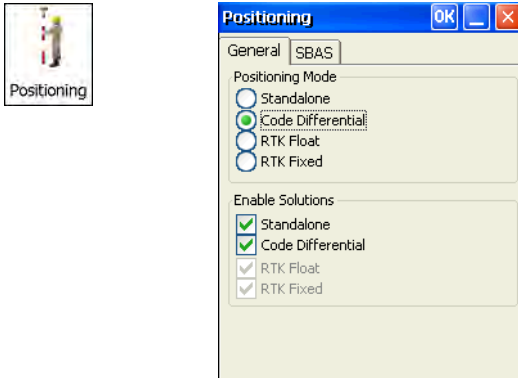 Positioning
Positioning OK
General SBAS
Positioning Mode
Standalone
Code Differential
RTK Float
RTK Fixed
Enable Solutions
Standalone
Code Differential
RTK Float
RTK Fixed